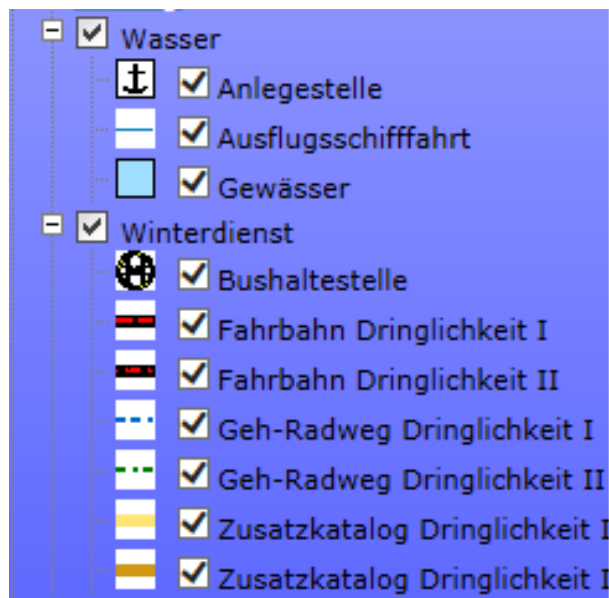 Wasser
Anlegestelle
Ausflugsschifffahrt
Gewässer
Winterdienst
Bushaltestelle
Fahrbahn Dringlichkeit I
Fahrbahn Dringlichkeit II
Geh-Radweg Dringlichkeit I
Geh-Radweg Dringlichkeit II
Zusatzkatalog Dringlichkeit I
Zusatzkatalog Dringlichkeit I